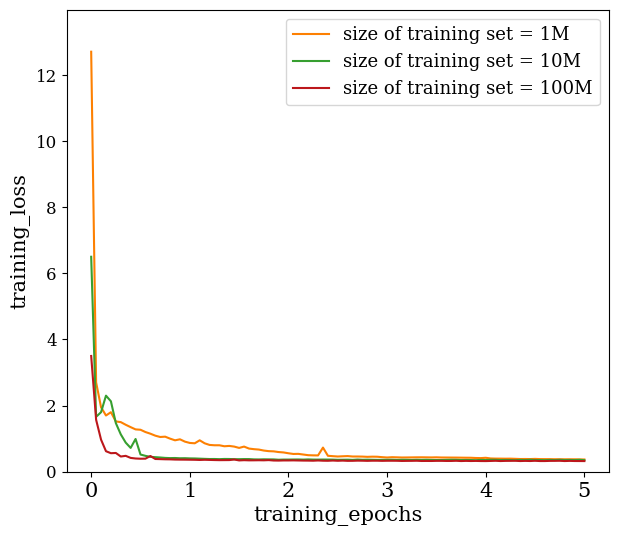 size of training set = 1M
size of training set = 10M
size of training set = 100M
training_loss
12
10
8
6
4
2
0
0 1 2 3 4 5
training_epochs